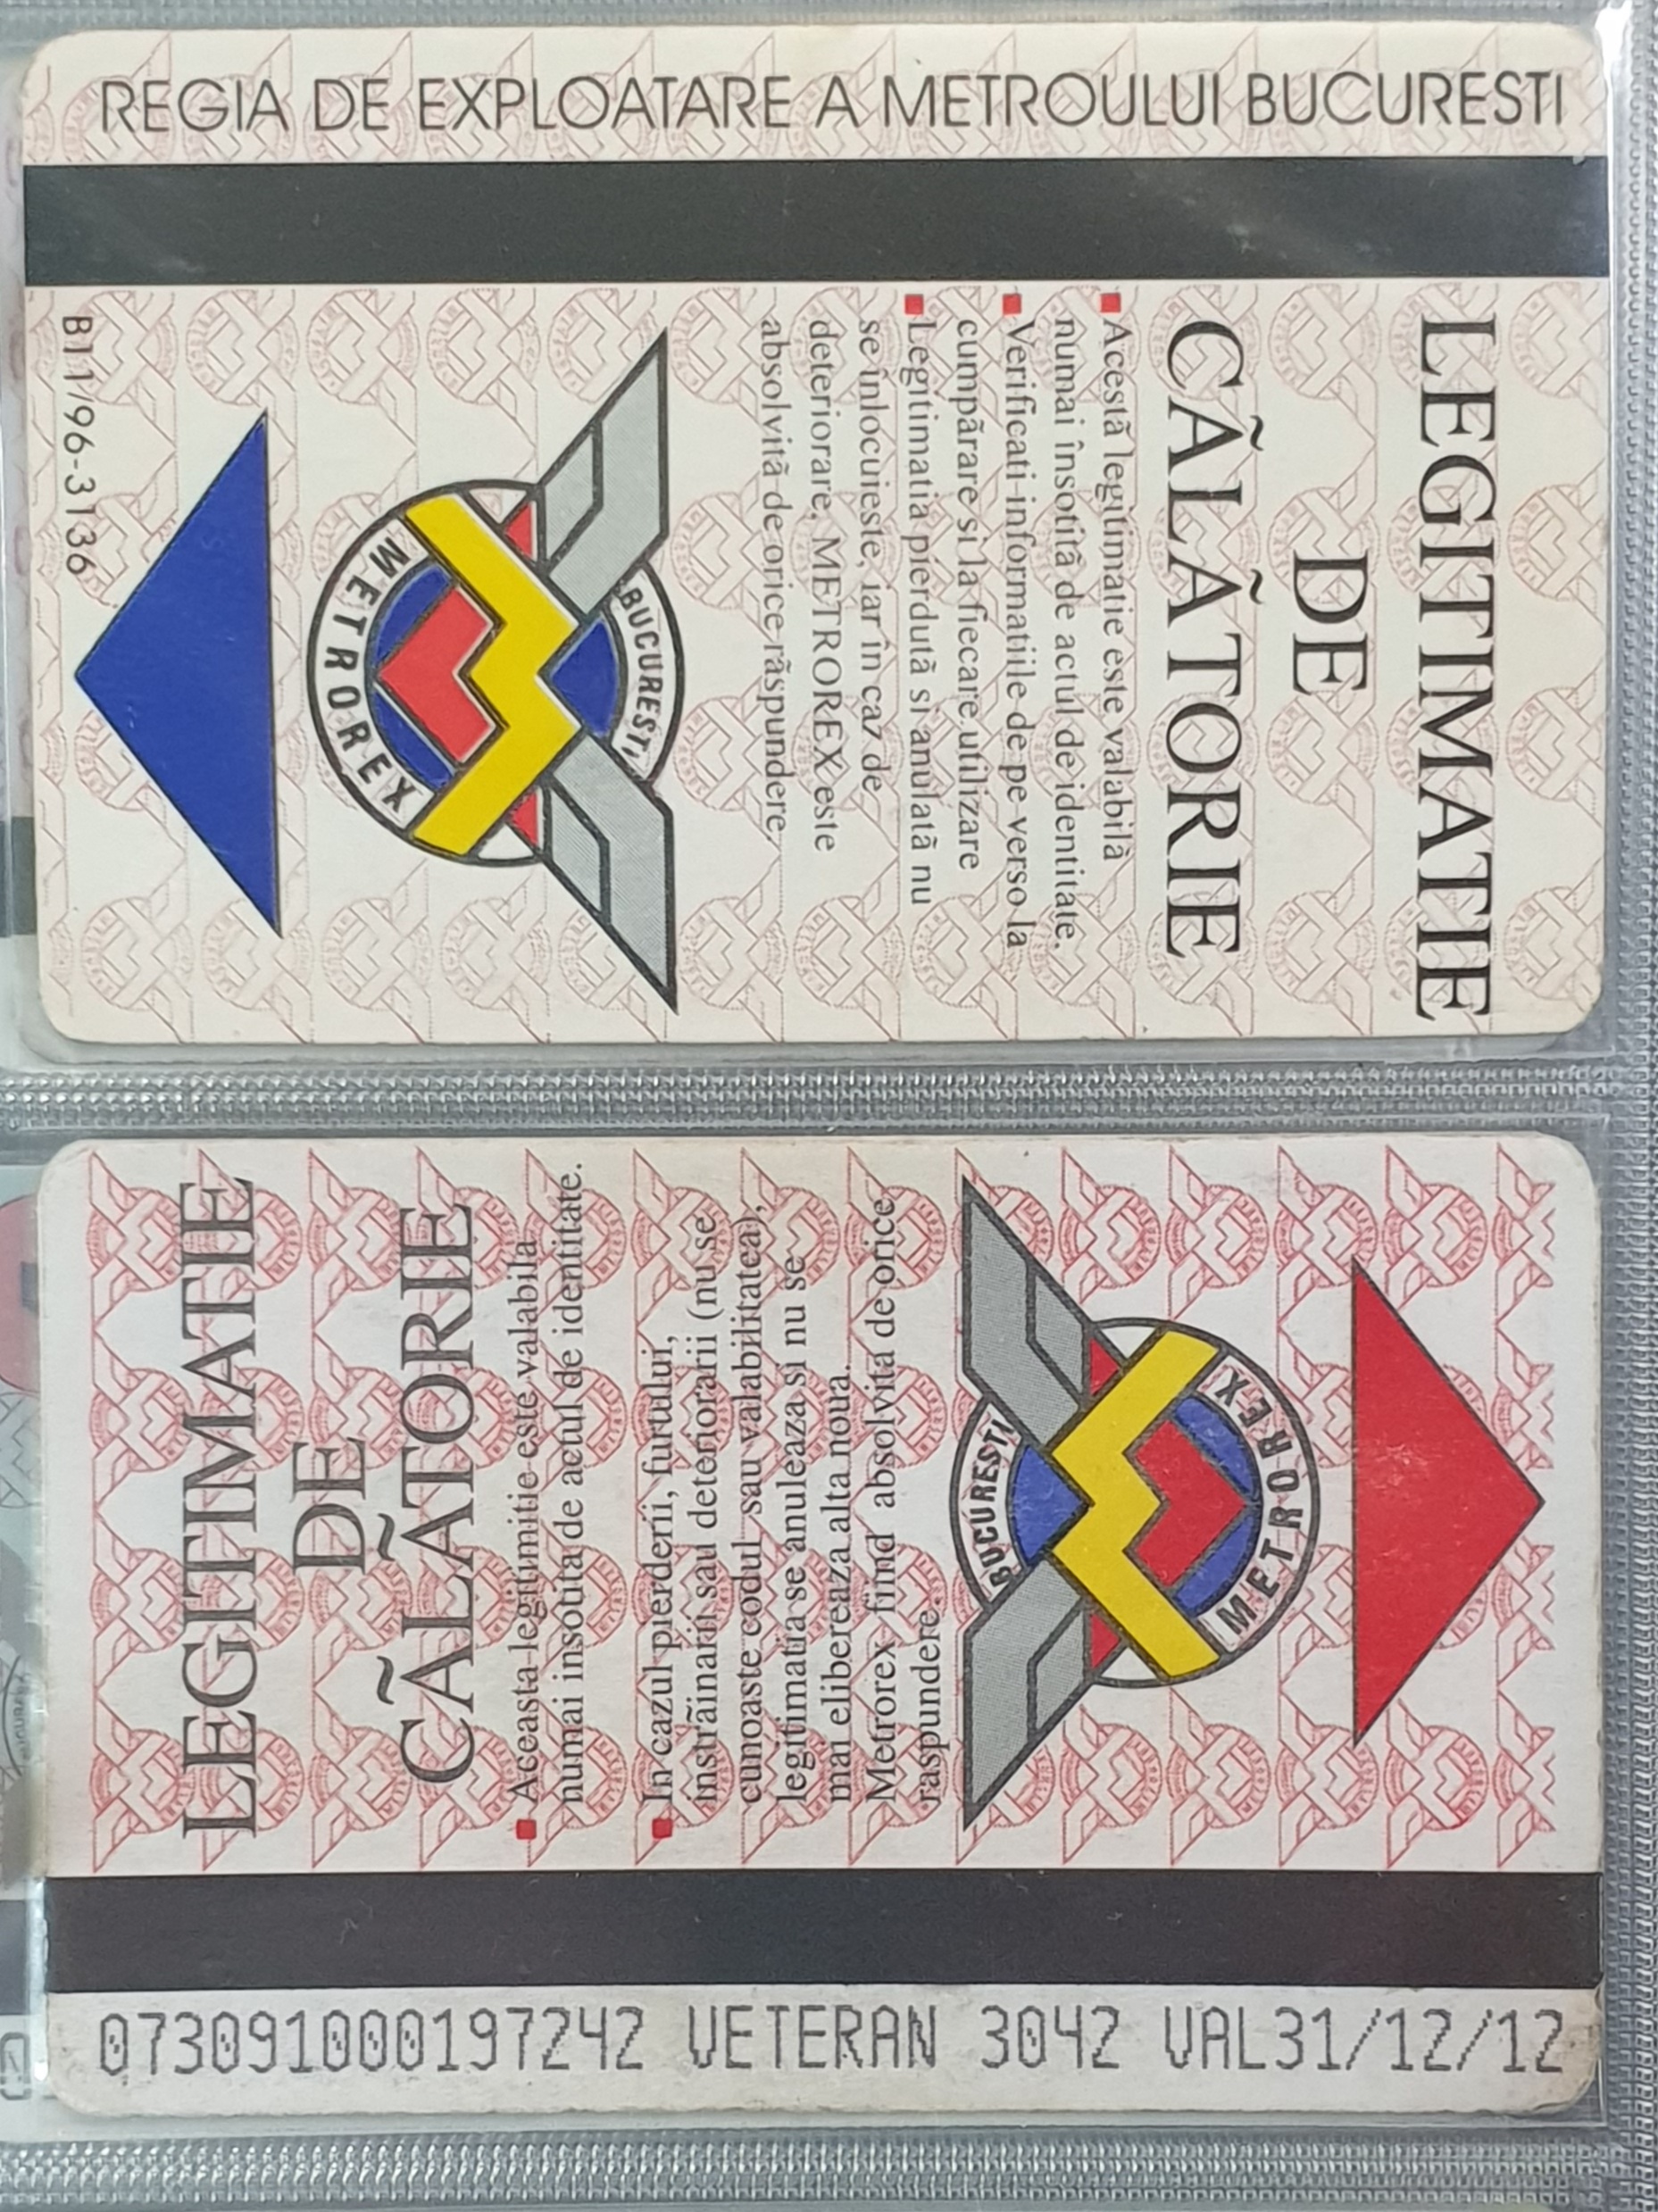 REGIA DE EXPLOATARE A METROULUI BUCURESTI
LEGITIMATIE
DE
CÃLÃTORIE
Acestã legitimatie este valabilã
numai însotitã de actul de identitate.
Verificati informatiile de pe verso la
cumpãrare si la fiecare utilizare
Legitimatia pierdutã si anulatã nu
se înlocuieste, iar în caz de
deteriorare, METROREX este
absolvitã de orice rãspundere.
BUCURESTI
METROREX
B11/96-3136
LEGITIMATIE
DE
CÃLÃTORIE
Aceasta legitimitie este valabila
numai insotita de actul de identitate.
In cazul pierderii, furtului,
instrãinarii sau deteriorarii (nu se
cunoaste codul sau valabilitatea),
legitimatia se anuleaza si nu se
mai elibereaza alta noua.
Metrorex fiind absolvita de orice
raspundere.
BUCURESTI
METROREX
073091000197242 VETERAN 3042 VAL31/12/12